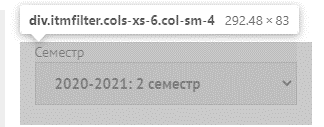 div.itmfilter.cols-xs-6.col-sm-4 292.48 × 83
Семестр
2020-2021: 2 семестр